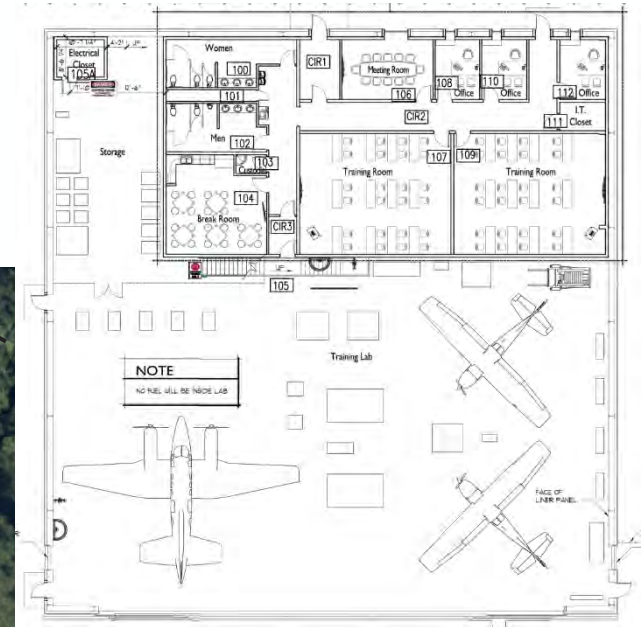 Women
CIR1
Electrical
Closet
105A
100
Meeting Room
106
108
Office
110
Office
112
Office
101
111
I.T.
Closet
CIR2
Storage
Men
102
103
107
109
Training Room
Training Room
104
Break Room
CIR3
UP
105
Training Lab
NOTE
NO FUEL WILL BE INSIDE LAB
FACE OF
LINER PANEL